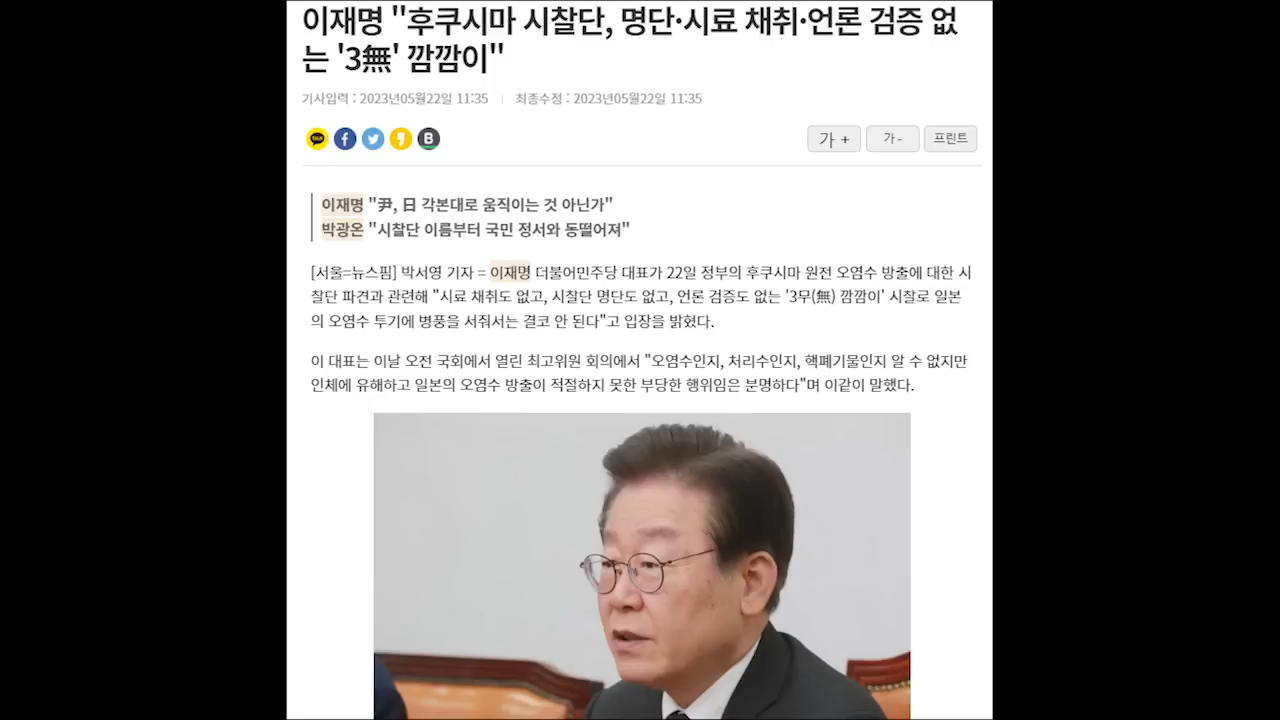 이재명 "후쿠시마 시찰단, 명단·시료 채취·언론 검증 없
는 '3無' 깜깜이"
기사입력 : 2023년05월22일 11:35 최종수정 : 2023년05월22일 11:35
TALK f B 가 + 가 - 프린트
이재명 "尹, 日 각본대로 움직이는 것 아닌가"
박광온 "시찰단 이름부터 국민 정서와 동떨어져"
[서울=뉴스핌] 박서영 기자 = 이재명 더불어민주당 대표가 22일 정부의 후쿠시마 원전 오염수 방출에 대한 시
찰단 파견과 관련해 "시료 채취도 없고, 시찰단 명단도 없고, 언론 검증도 없는 '3무(無) 깜깜이' 시찰로 일본
의 오염수 투기에 병풍을 서줘서는 결코 안 된다"고 입장을 밝혔다.
이 대표는 이날 오전 국회에서 열린 최고위원 회의에서 "오염수인지, 처리수인지, 핵폐기물인지 알 수 없지만
인체에 유해하고 일본의 오염수 방출이 적절하지 못한 부당한 행위임은 분명하다"며 이같이 말했다.